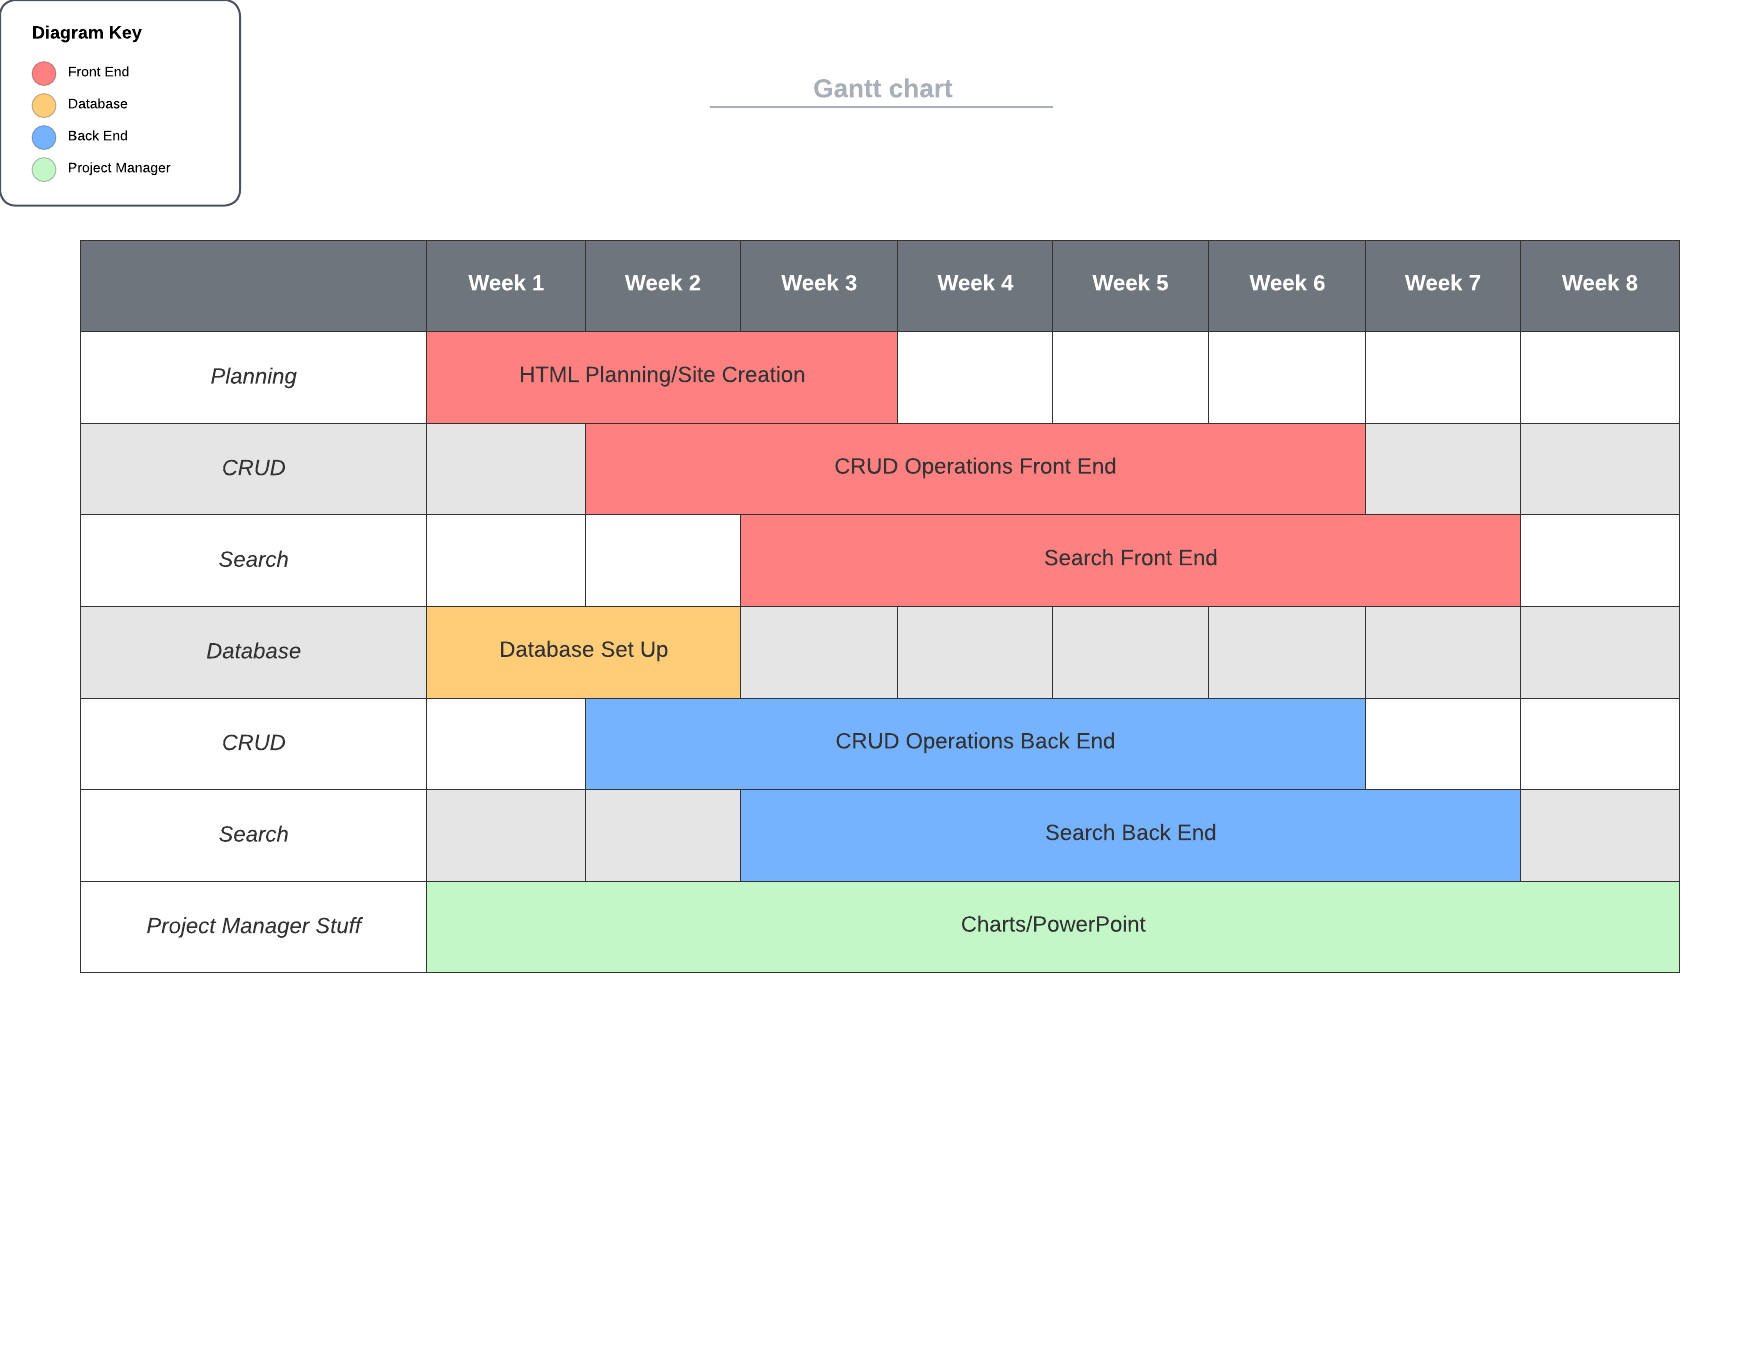 Diagram Key
Front End
Database
Back End
Project Manager
Gantt chart
Week 1 Week 2 Week 3 Week 4 Week 5 Week 6 Week 7 Week 8
Planning HTML Planning/Site Creation
CRUD CRUD Operations Front End
Search Search Front End
Database Database Set Up
CRUD CRUD Operations Back End
Search Search Back End
Project Manager Stuff Charts/PowerPoint